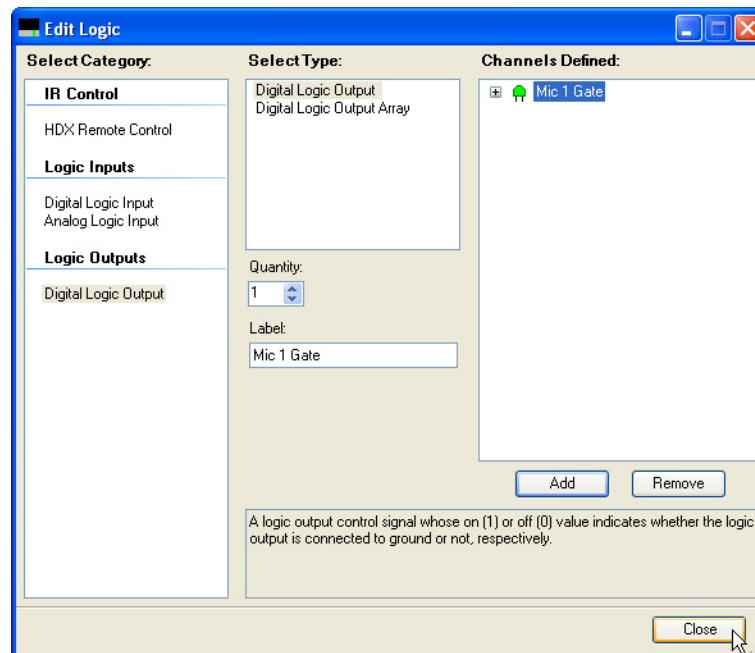 Edit Logic
Select Category:
IR Control
HDX Remote Control
Logic Inputs
Digital Logic Input
Analog Logic Input
Logic Outputs
Digital Logic Output
Select Type:
Digital Logic Output
Digital Logic Output Array
Quantity:
1
Label:
Mic 1 Gate
Channels Defined:
Mic 1 Gate
Add
Remove
A logic output control signal whose on (1) or off (0) value indicates whether the logic
output is connected to ground or not, respectively.
Close